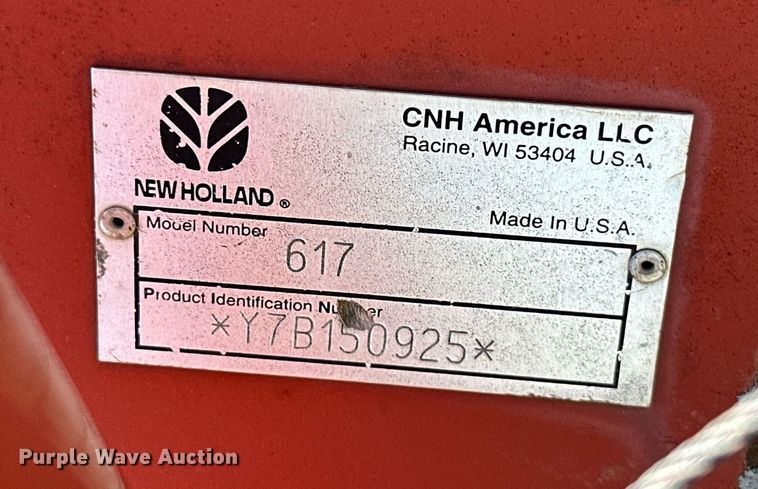 CNH America LLC
Racine, WI 53404 U.S.A.
NEW HOLLAND ®
Made In U.S.A.
Model Number
617
Product Identification Number
*Y7B150925*
Purple Wave Auction